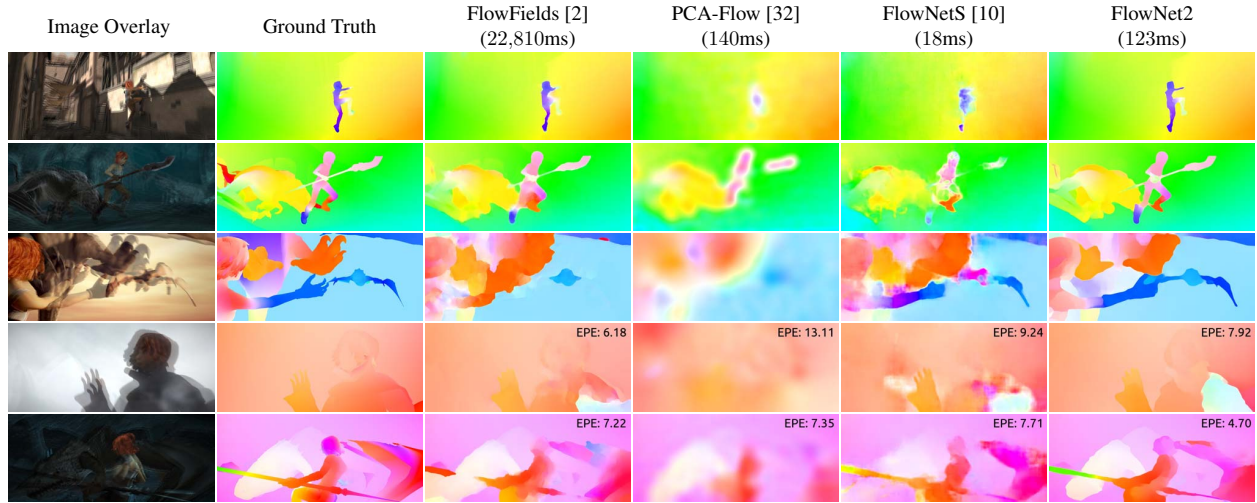 Image Overlay
Ground Truth
FlowFields [2]
(22,810ms)
PCA-Flow [32]
(140ms)
FlowNetS [10]
(18ms)
FlowNet2
(123ms)
EPE: 6.18
EPE: 13.11
EPE: 9.24
EPE: 7.92
EPE: 7.22
EPE: 7.35
EPE: 7.71
EPE: 4.70